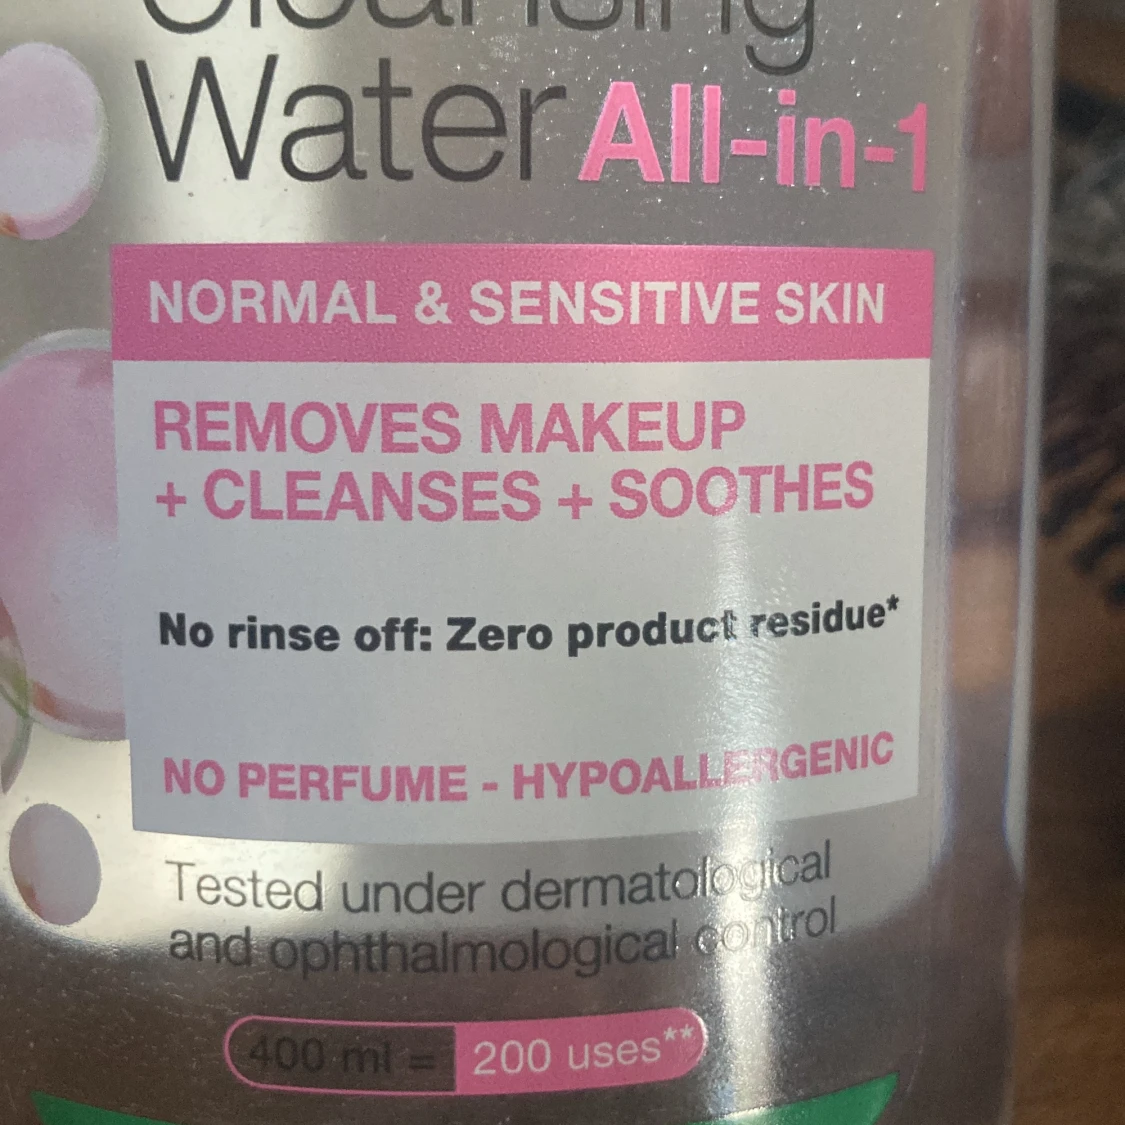 Cleansing
Water All-in-1
NORMAL & SENSITIVE SKIN
REMOVES MAKEUP
+ CLEANSES + SOOTHES
No rinse off: Zero product residue*
NO PERFUME - HYPOALLERGENIC
Tested under dermatological
and ophthalmological control
400 ml = 200 uses**